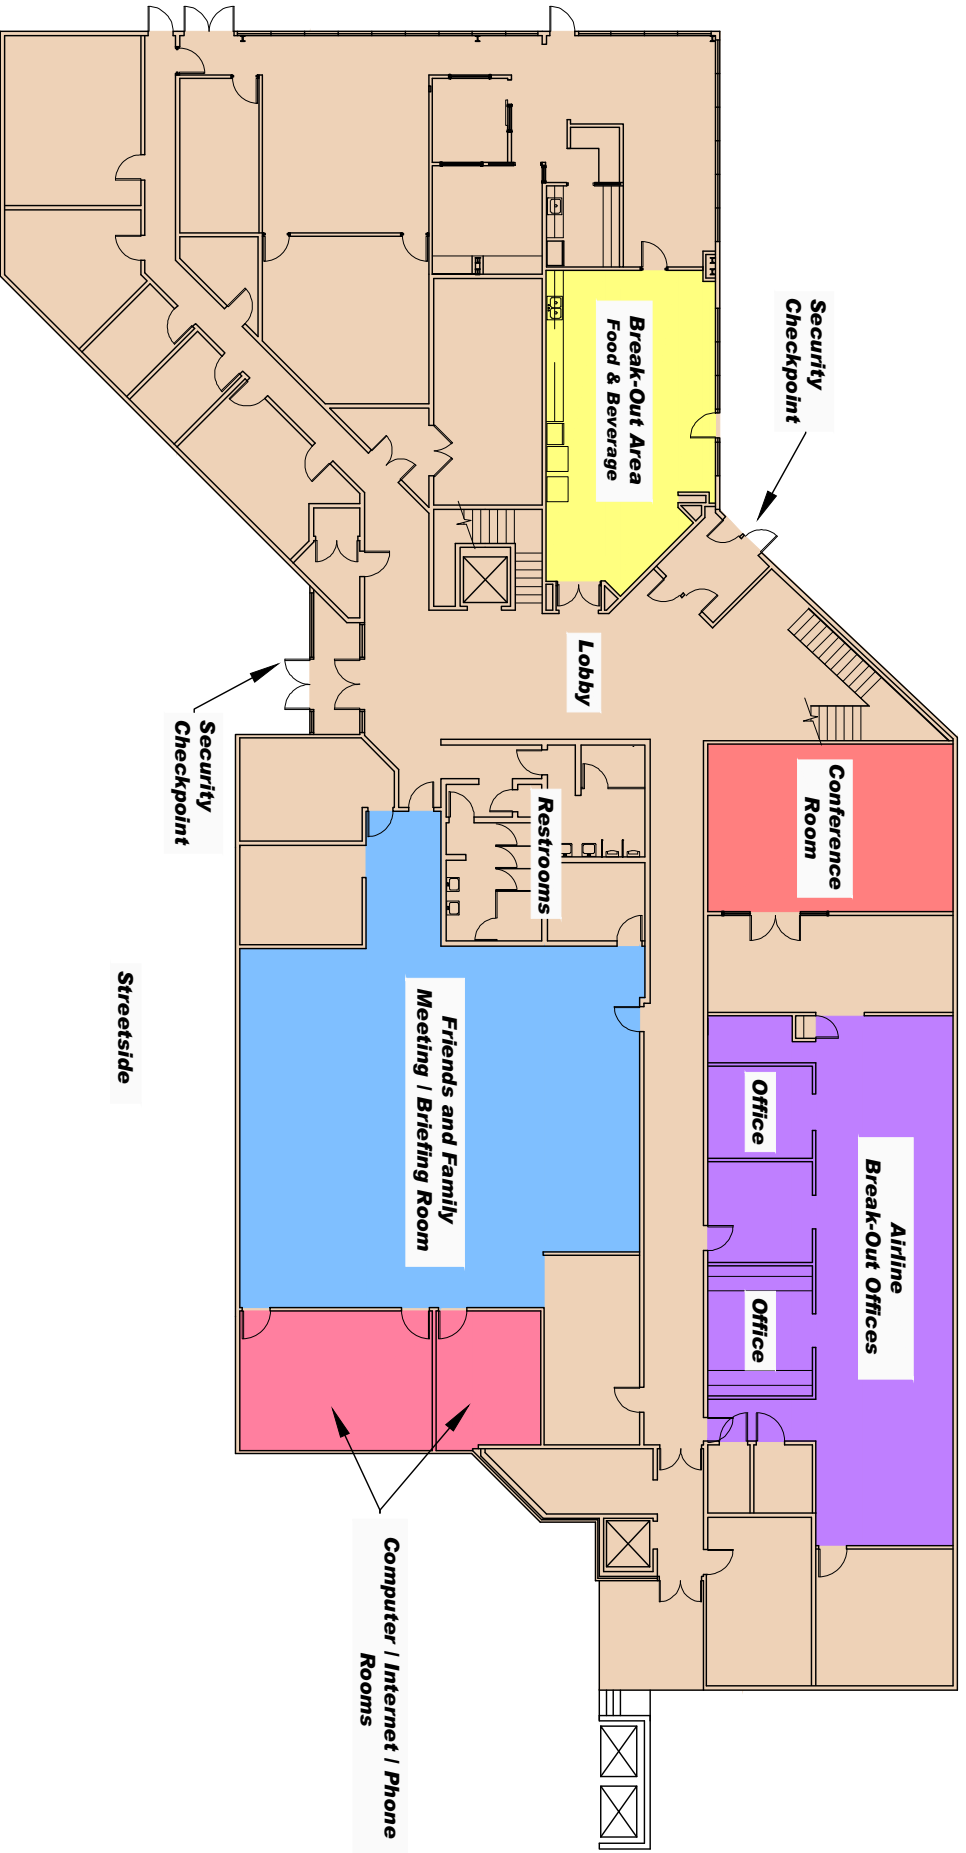 Security
Checkpoint
Break-Out Area
Food & Beverage
Lobby
Security
Checkpoint
Conference
Room
Restrooms
Streetside
Friends and Family
Meeting / Briefing Room
Office
Airline
Break-Out Offices
Office
Computer / Internet / Phone
Rooms